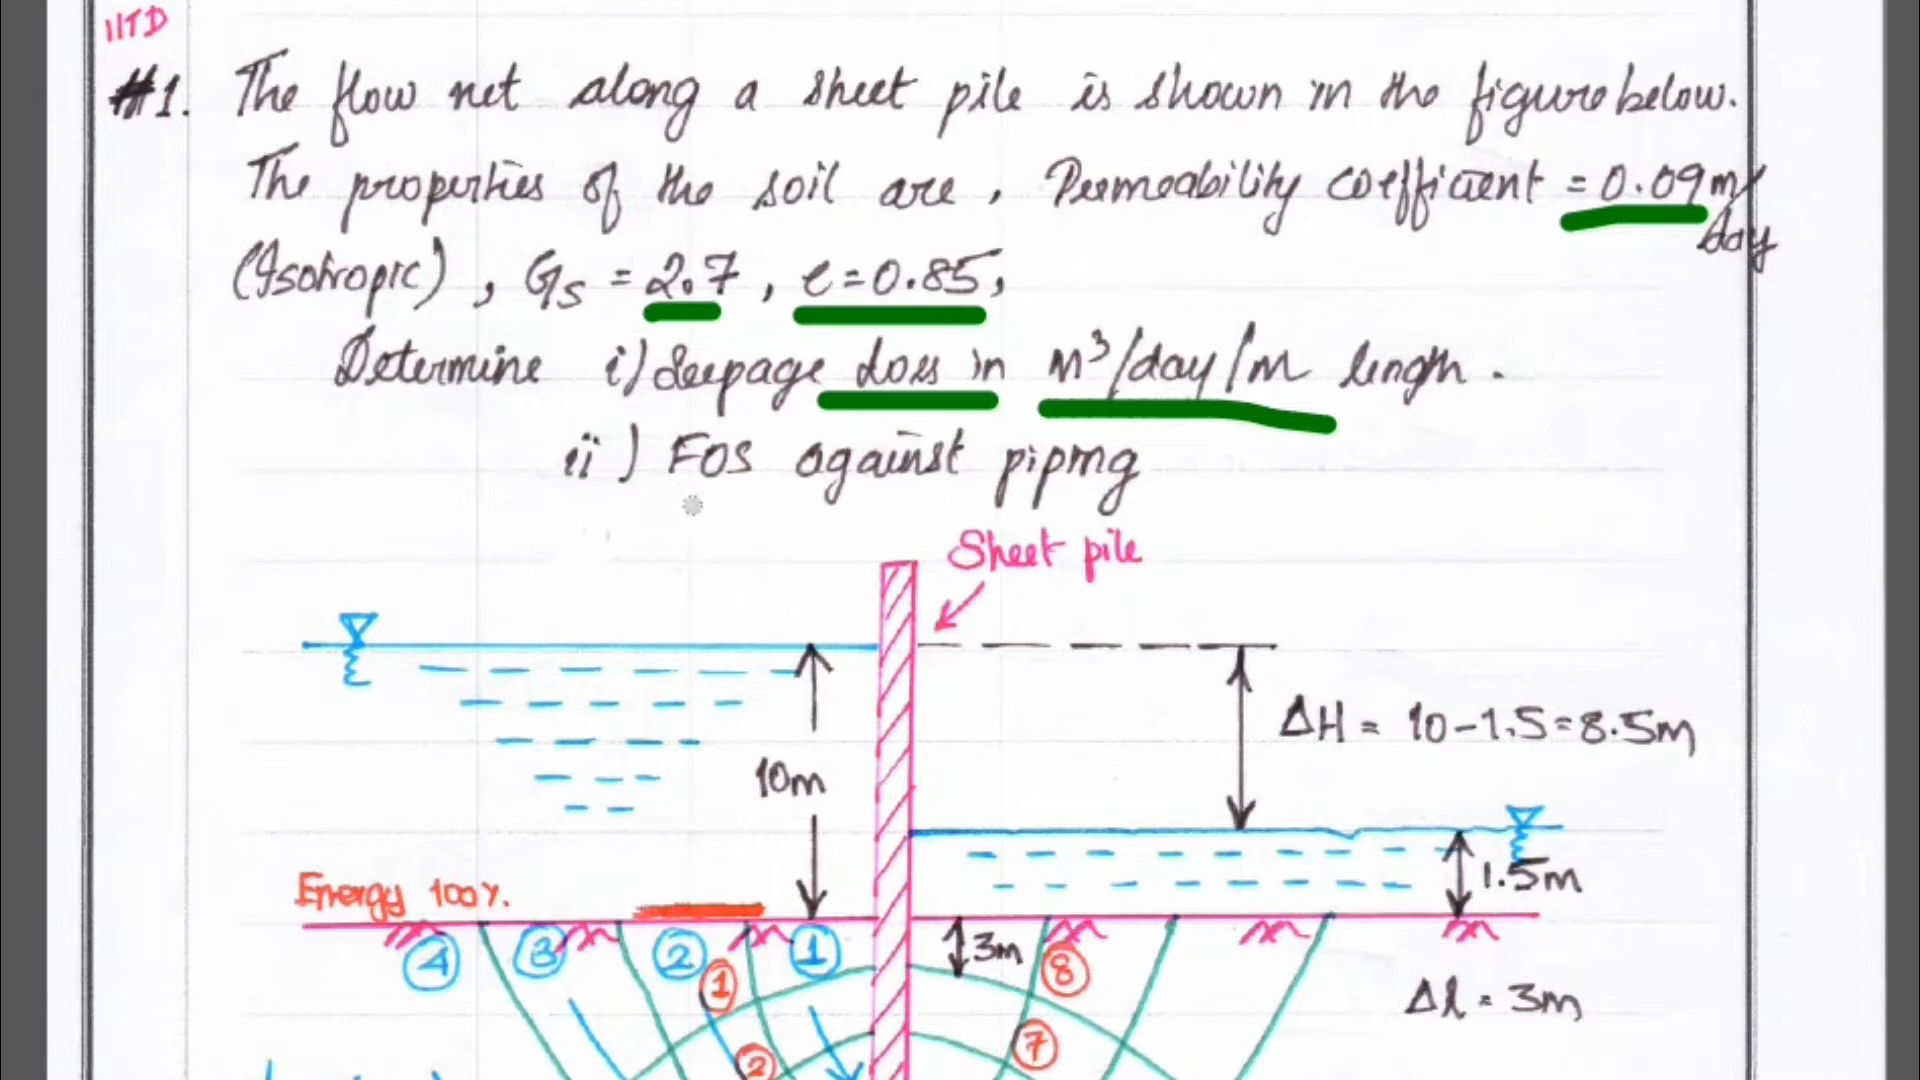 IITD
#1. The flow net along a sheet pile is shown in the figure below.
The properties of the soil are, Permeability coefficient = 0.09 m/
day
(Isotropic), Gs = 2.7, e = 0.85,
Determine i) Seepage loss in m³/day/m length.
ii) FOS against piping
Sheet pile
ΔH = 10-1.5=8.5m
10m
1.5m
Energy 100%.
4 3 2 1
3m
8
1
Δl = 3m
7
2